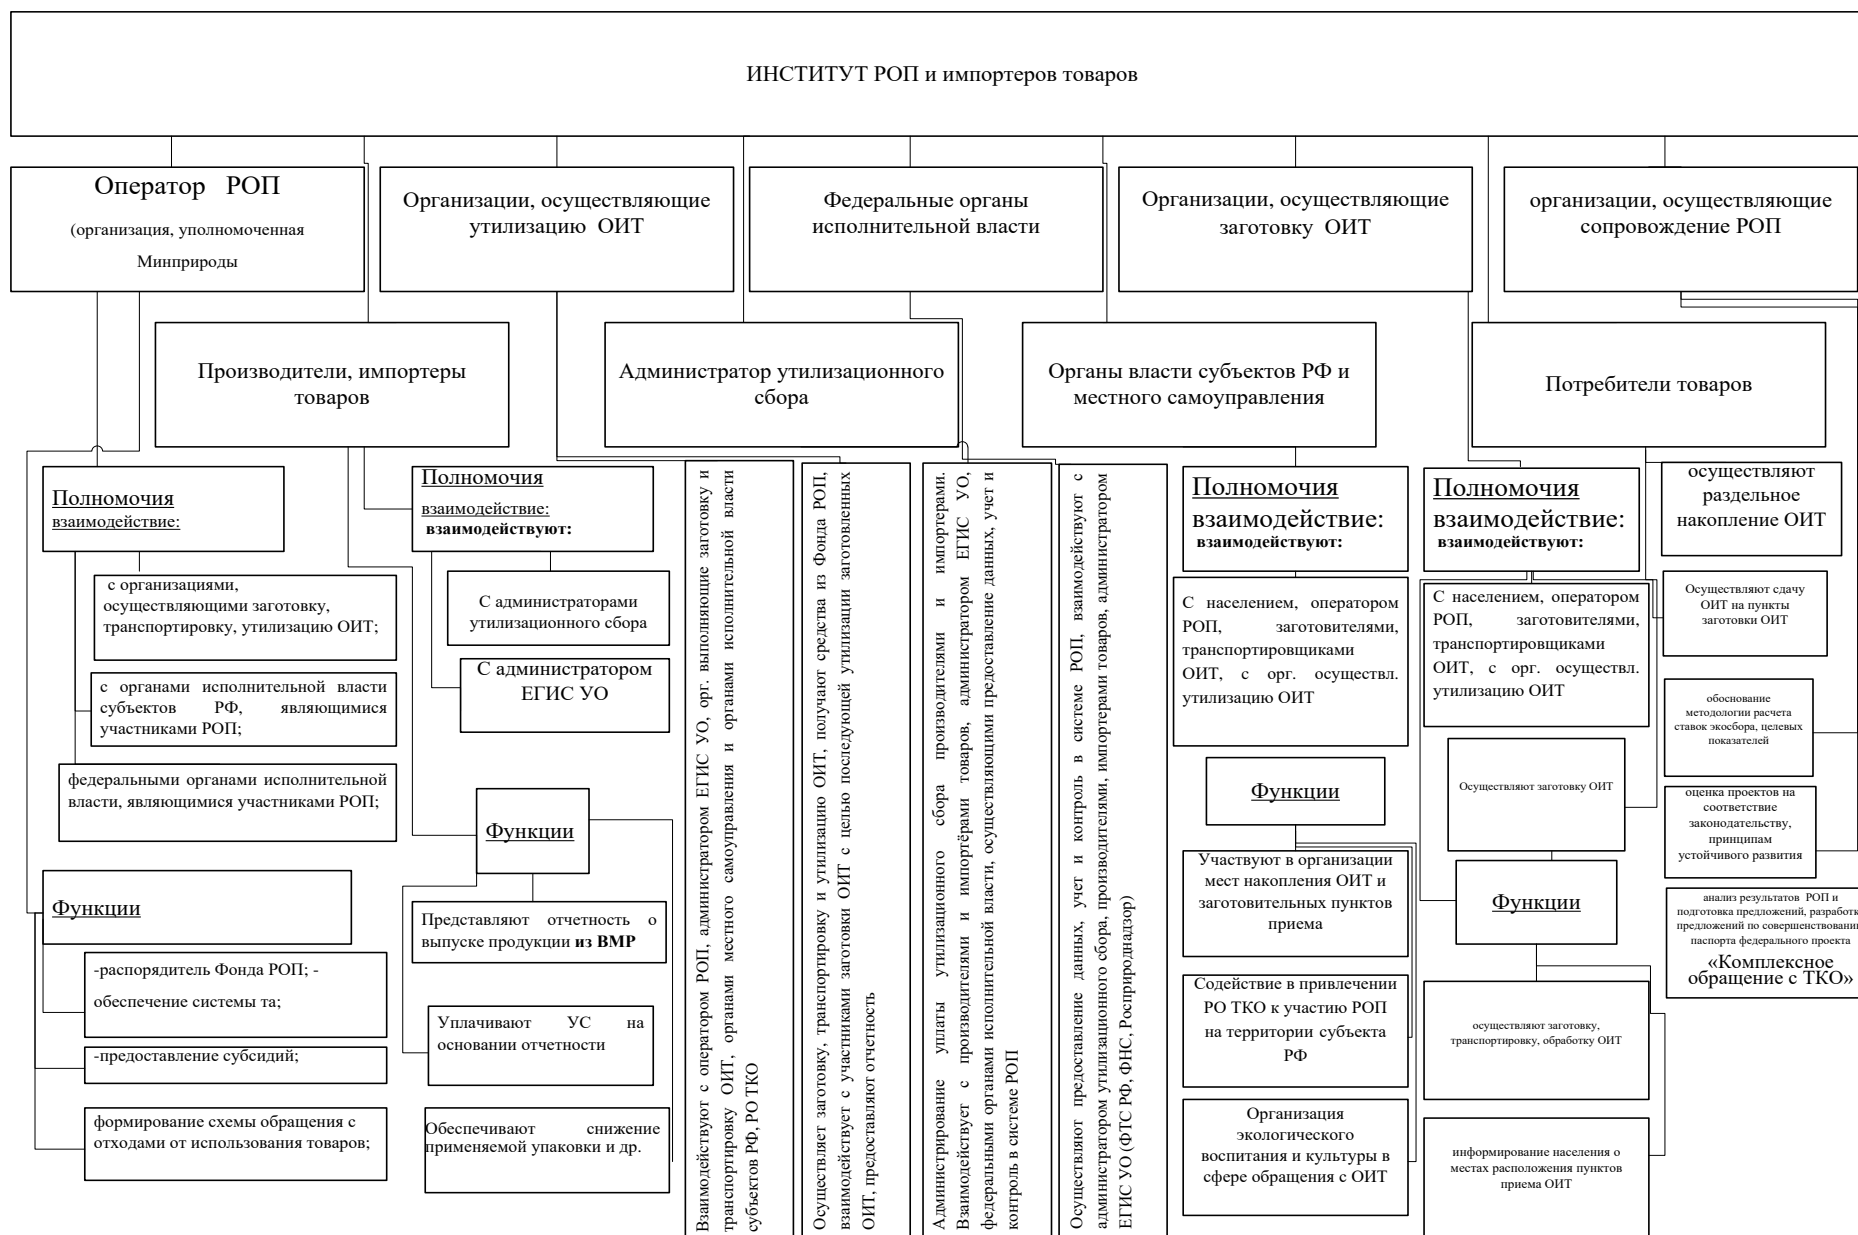 ИНСТИТУТ РОП и импортеров товаров
Оператор РОП
(организация, уполномоченная
Минприроды
Организации, осуществляющие
утилизацию ОИТ
Федеральные органы
исполнительной власти
Организации, осуществляющие
заготовку ОИТ
организации, осуществляющие
сопровождение РОП
Производители, импортеры
товаров
Администратор утилизационного
сбора
Органы власти субъектов РФ и
местного самоуправления
Потребители товаров
Полномочия
взаимодействие:
с организациями,
осуществляющими заготовку,
транспортировку, утилизацию ОИТ;
с органами исполнительной власти
субъектов РФ, являющимися
участниками РОП;
федеральными органами исполнительной
власти, являющимися участниками РОП;
Функции
-распорядитель Фонда РОП; -
обеспечение системы та;
-предоставление субсидий;
формирование схемы обращения с
отходами от использования товаров;
Полномочия
взаимодействие:
взаимодействуют:
С администраторами
утилизационного сбора
С администратором
ЕГИС УО
Функции
Представляют отчетность о
выпуске продукции из ВМР
Уплачивают УС на
основании отчетности
Обеспечивают снижение
применяемой упаковки и др.
Взаимодействуют с оператором РОП, администратором ЕГИС УО, орг. выполняющие заготовку и
транспортировку ОИТ, органами местного самоуправления и органами исполнительной власти
субъектов РФ, РО ТКО
Осуществляет заготовку, транспортировку и утилизацию ОИТ, получают средства из Фонда РОП,
взаимодействует с участниками заготовки ОИТ с целью последующей утилизации заготовленных
ОИТ, предоставляют отчетность
Администрирование уплаты утилизационного сбора производителями и импортерами.
Взаимодействует с производителями и импортёрами товаров, администратором ЕГИС УО,
федеральными органами исполнительной власти, осуществляющими предоставление данных, учет и
контроль в системе РОП
Осуществляют предоставление данных, учет и контроль в системе РОП, взаимодействуют с
администратором утилизационного сбора, производителями, импортерами товаров, администратором
ЕГИС УО (ФТС РФ, ФНС, Росприроднадзор)
Полномочия
взаимодействие:
взаимодействуют:
С населением, оператором
РОП, заготовителями,
транспортировщиками
ОИТ, с орг. осуществл.
утилизацию ОИТ
Функции
Участвуют в организации
мест накопления ОИТ и
заготовительных пунктов
приема
Содействие в привлечении
РО ТКО к участию РОП
на территории субъекта
РФ
Организация
экологического
воспитания и культуры в
сфере обращения с ОИТ
Полномочия
взаимодействие:
взаимодействуют:
С населением, оператором
РОП, заготовителями,
транспортировщиками
ОИТ, с орг. осуществл.
утилизацию ОИТ
Осуществляют заготовку ОИТ
Функции
осуществляют заготовку,
транспортировку, обработку ОИТ
информирование населения о
местах расположения пунктов
приема ОИТ
осуществляют
раздельное
накопление ОИТ
Осуществляют сдачу
ОИТ на пункты
заготовки ОИТ
обоснование
методологии расчета
ставок экосбора, целевых
показателей
оценка проектов на
соответствие
законодательству,
принципам
устойчивого развития
анализ результатов РОП и
подготовка предложений, разработка
предложений по совершенствованию
паспорта федерального проекта
«Комплексное
обращение с ТКО»